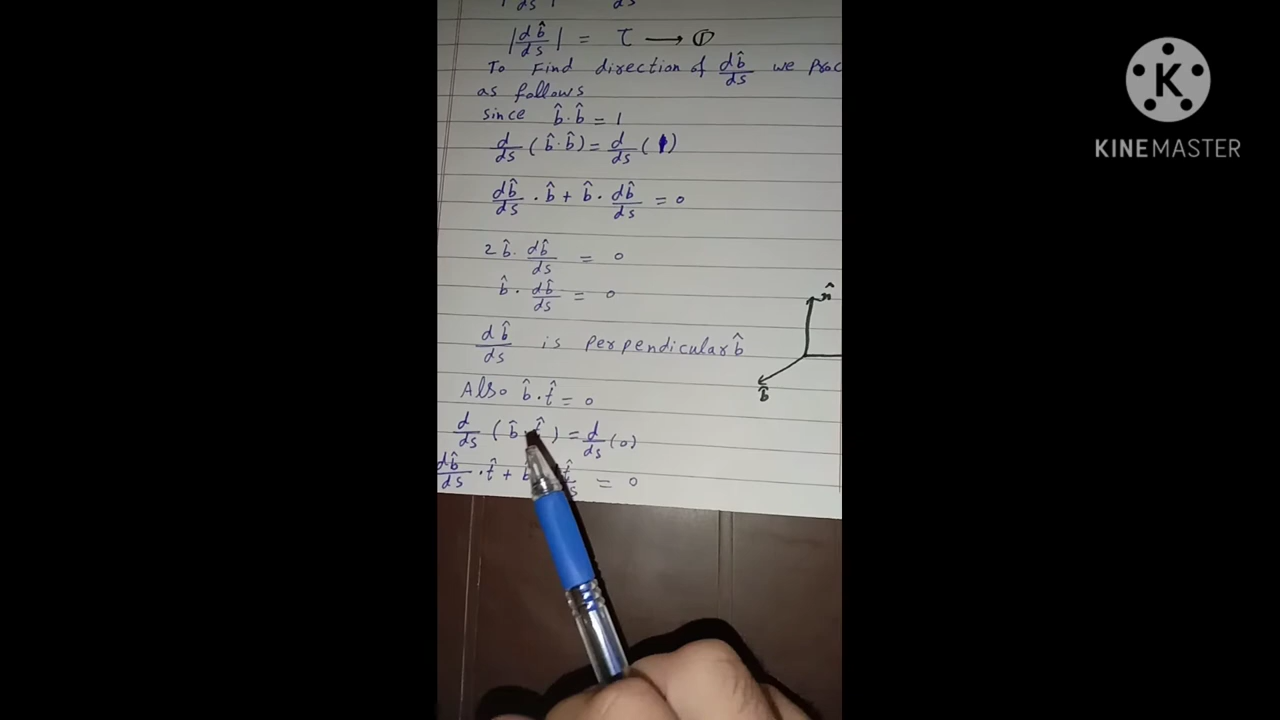 |db̂/ds| = τ ⟶ ①
To Find direction of db̂/ds we
as follows
since b̂.b̂ = 1
d/ds (b̂.b̂) = d/ds (1)
db̂/ds . b̂ + b̂ . db̂/ds = 0
2 b̂. db̂/ds = 0
b̂ . db̂/ds = 0
db̂/ds is perpendicular b̂
Also b̂.t̂ = 0
d/ds (b̂.t̂) = d/ds (0)
db̂/ds . t̂ + = 0
n̂
b̂
K
KINEMASTER